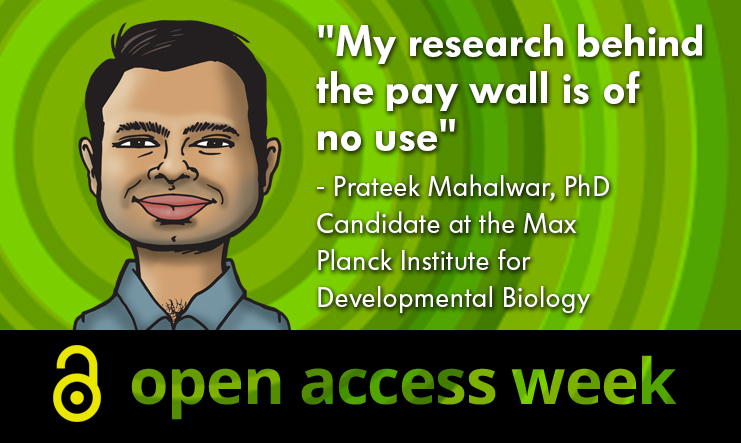 "My research behind
the pay wall is of
no use"
- Prateek Mahalwar, PhD
Candidate at the Max
Planck Institute for
Developmental Biology
open access week